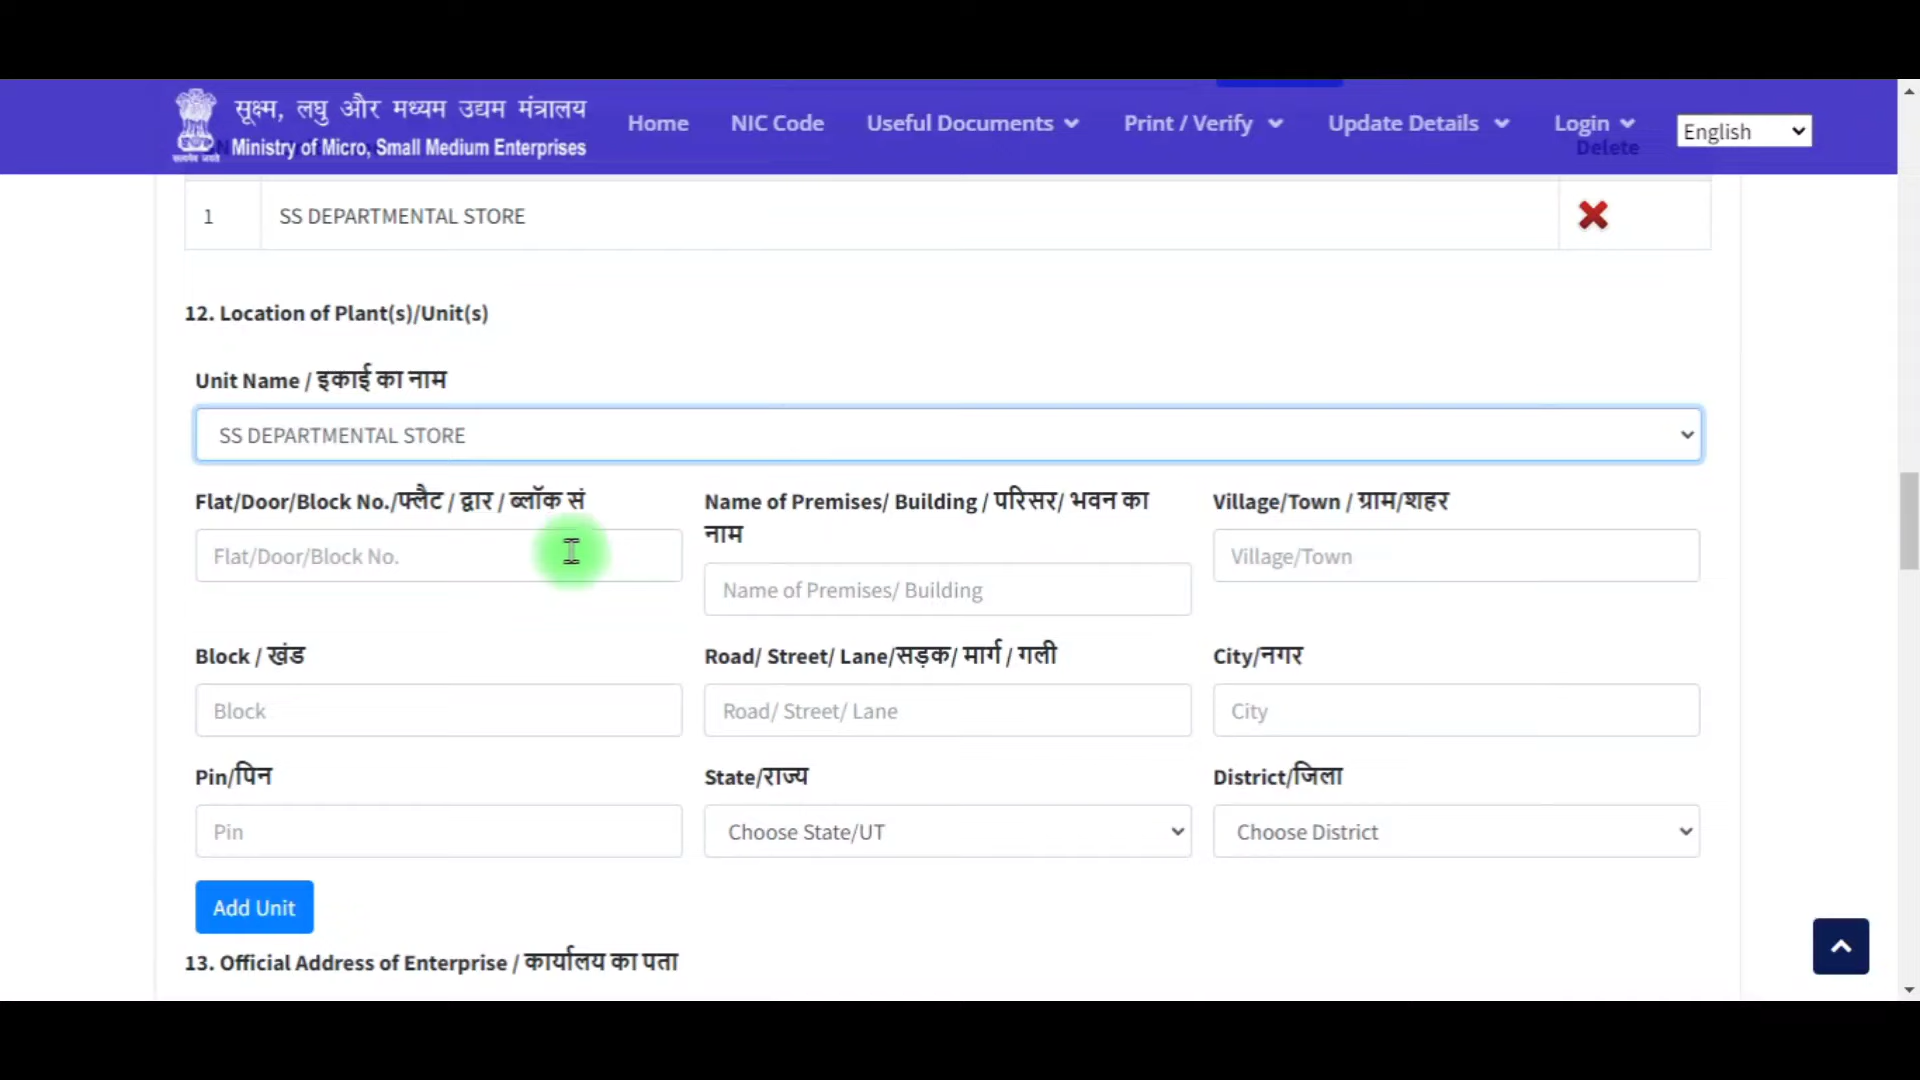 सूक्ष्म, लघु और मध्यम उद्यम मंत्रालय
Ministry of Micro, Small Medium Enterprises
Home
NIC Code
Useful Documents
Print / Verify
Update Details
Login
English
Delete
1 SS DEPARTMENTAL STORE
12. Location of Plant(s)/Unit(s)
Unit Name / इकाई का नाम
SS DEPARTMENTAL STORE
Flat/Door/Block No./फ्लैट / द्वार / ब्लॉक सं
Flat/Door/Block No.
Name of Premises/ Building / परिसर/ भवन का
नाम
Name of Premises/ Building
Village/Town / ग्राम/शहर
Village/Town
Block / खंड
Block
Road/ Street/ Lane/सड़क/ मार्ग / गली
Road/ Street/ Lane
City/नगर
City
Pin/पिन
Pin
State/राज्य
Choose State/UT
District/जिला
Choose District
Add Unit
13. Official Address of Enterprise / कार्यालय का पता